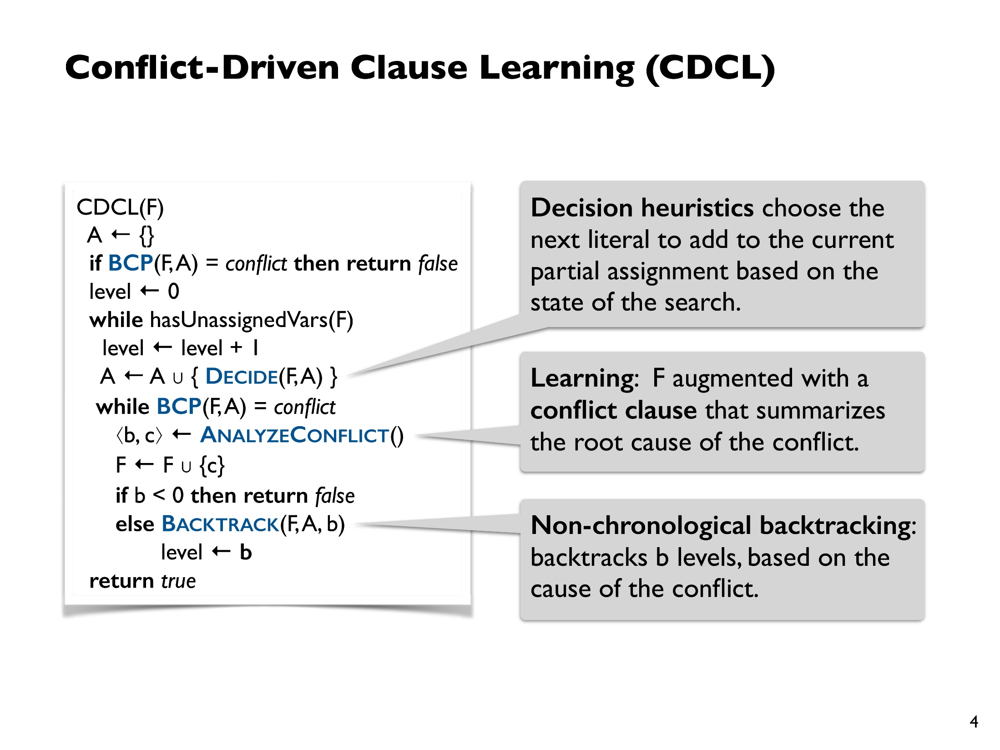 Conflict-Driven Clause Learning (CDCL)
CDCL(F)
A ← {}
if BCP(F, A) = conflict then return false
level ← 0
while hasUnassignedVars(F)
level ← level + 1
A ← A ∪ { DECIDE(F, A) }
while BCP(F, A) = conflict
⟨b, c⟩ ← ANALYZECONFLICT()
F ← F ∪ {c}
if b < 0 then return false
else BACKTRACK(F, A, b)
level ← b
return true
Decision heuristics choose the
next literal to add to the current
partial assignment based on the
state of the search.
Learning: F augmented with a
conflict clause that summarizes
the root cause of the conflict.
Non-chronological backtracking:
backtracks b levels, based on the
cause of the conflict.
4